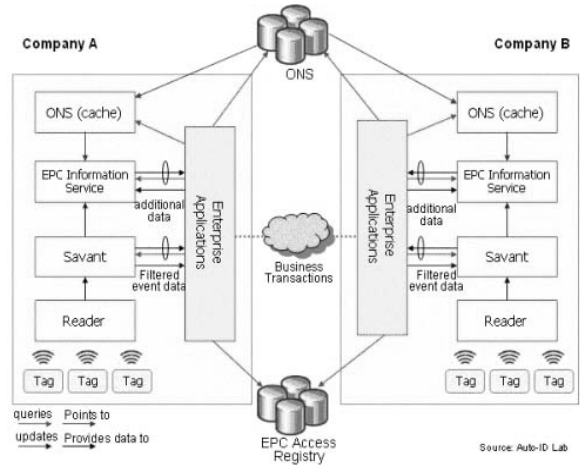 Company A
Company B
ONS
ONS (cache)
EPC Information
Service
additional
data
Savant
Filtered
event data
Reader
Tag
Tag
Tag
Enterprise
Applications
Business
Transactions
Enterprise
Applications
ONS (cache)
EPC Information
Service
additional
data
Savant
Filtered
event data
Reader
Tag
Tag
Tag
EPC Access
Registry
queries
Points to
updates
Provides data to
Source: Auto-ID Lab